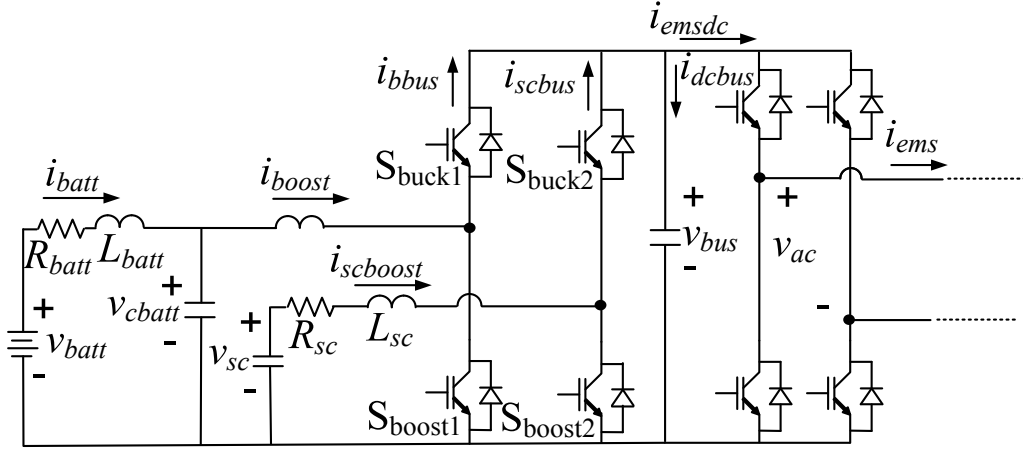 i_emsdc
i_bbus
i_scbus
i_dcbus
i_ems
S_buck1
S_buck2
i_batt
i_boost
+
+
R_batt
L_batt
v_bus
v_ac
i_scboost
-
+
+
v_cbatt
+
R_sc
L_sc
-
v_batt
-
v_sc
-
-
S_boost1
S_boost2